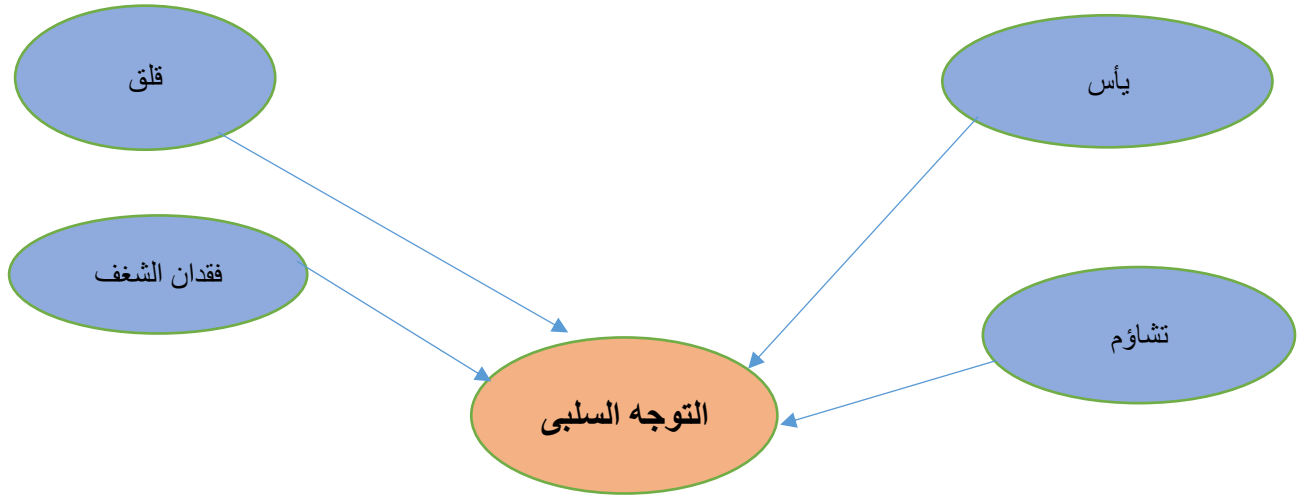 يأس
قلق
فقدان الشغف
تشاؤم
التوجه السلبى